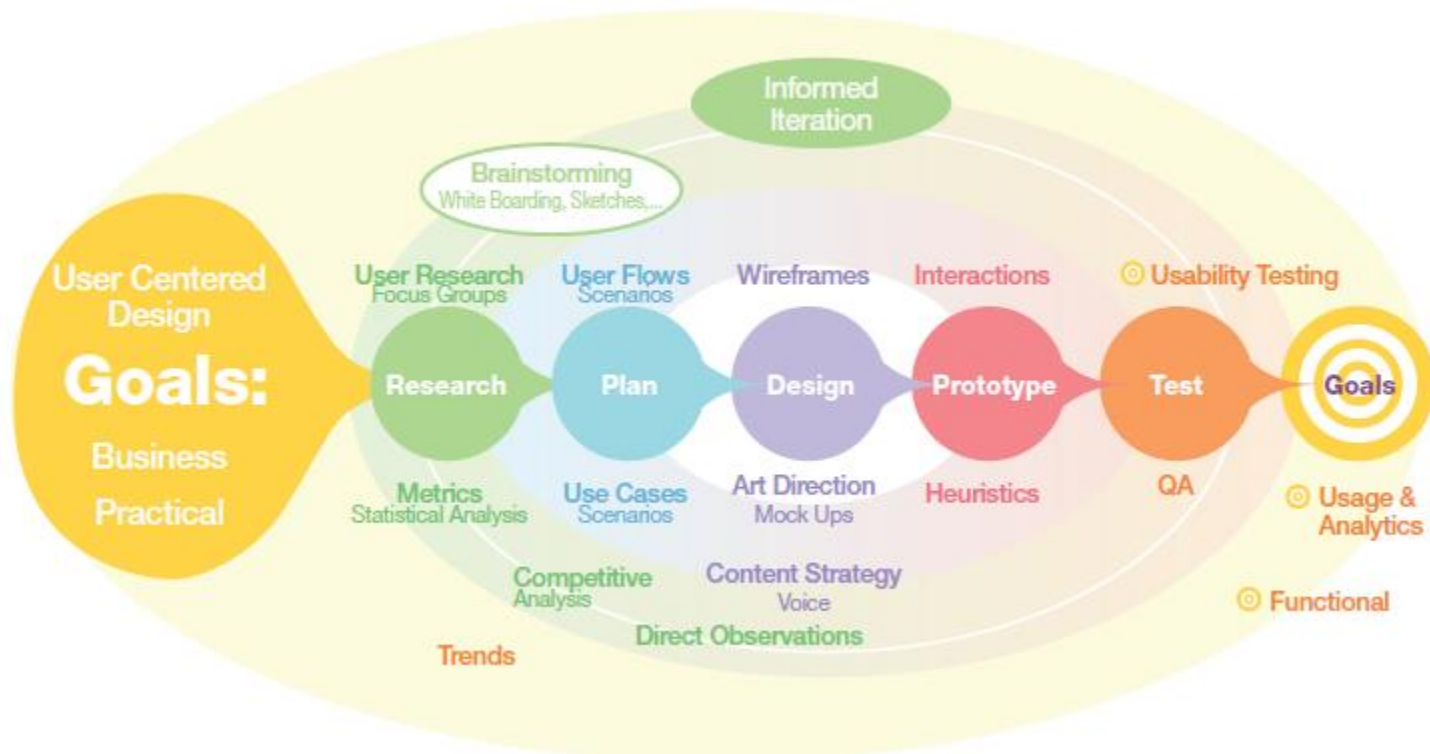 Informed
Iteration
Brainstorming
White Boarding, Sketches,...
User Centered
Design
Goals:
Business
Practical
User Research
Focus Groups
User Flows
Scenarios
Wireframes
Interactions
Usability Testing
Research
Plan
Design
Prototype
Test
Goals
Metrics
Statistical Analysis
Use Cases
Scenarios
Art Direction
Mock Ups
Heuristics
QA
Usage &
Analytics
Competitive
Analysis
Content Strategy
Voice
Functional
Direct Observations
Trends